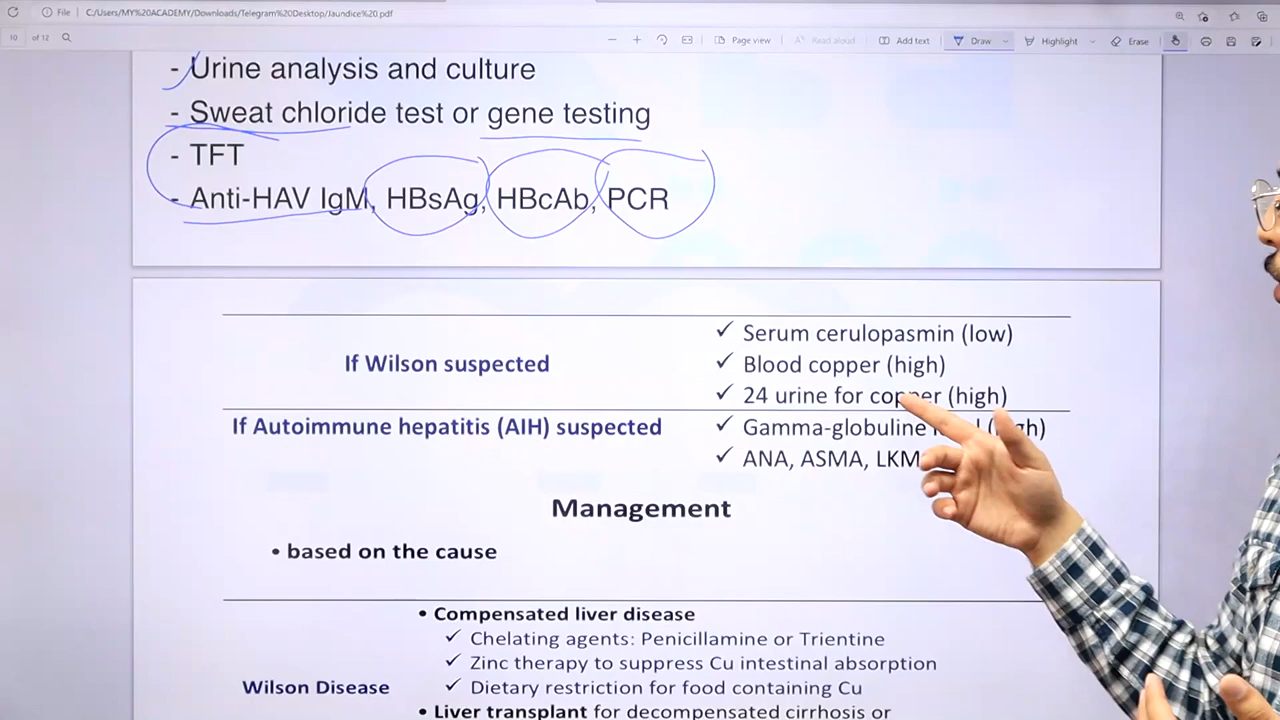 File C:/Users/MY%20ACADEMY/Downloads/Telegram%20Desktop/Jaundice%20.pdf
10 of 12 Page view Read aloud Add text Draw Highlight Erase
- Urine analysis and culture
- Sweat chloride test or gene testing
- TFT
- Anti-HAV IgM, HBsAg, HBcAb, PCR
If Wilson suspected
✓ Serum cerulopasmin (low)
✓ Blood copper (high)
✓ 24 urine for copper (high)
If Autoimmune hepatitis (AIH) suspected
✓ Gamma-globuline
✓ ANA, ASMA, LKM
Management
• based on the cause
Wilson Disease
• Compensated liver disease
✓ Chelating agents: Penicillamine or Trientine
✓ Zinc therapy to suppress Cu intestinal absorption
✓ Dietary restriction for food containing Cu
• Liver transplant for decompensated cirrhosis or